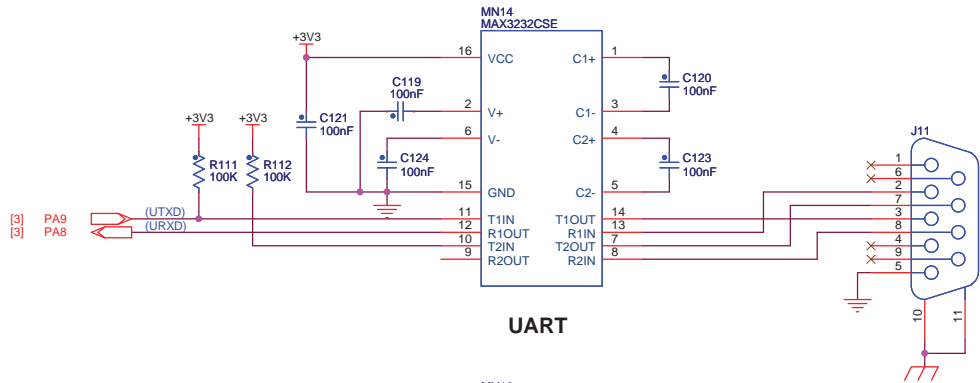 MN14
MAX3232CSE
+3V3
16 VCC C1+ 1
C119
100nF
C120
100nF
2 V+ C1- 3
+3V3 +3V3
C121
100nF
6 V- C2+ 4
J11
R111
100K
R112
100K
C124
100nF
C123
100nF
15 GND C2- 5
[3] PA9 (UTXD) 11 T1IN T1OUT 14
[3] PA8 (URXD) 12 R1OUT R1IN 13
10 T2IN T2OUT 7
9 R2OUT R2IN 8
1
6
2
7
3
8
4
9
5
10 11
UART